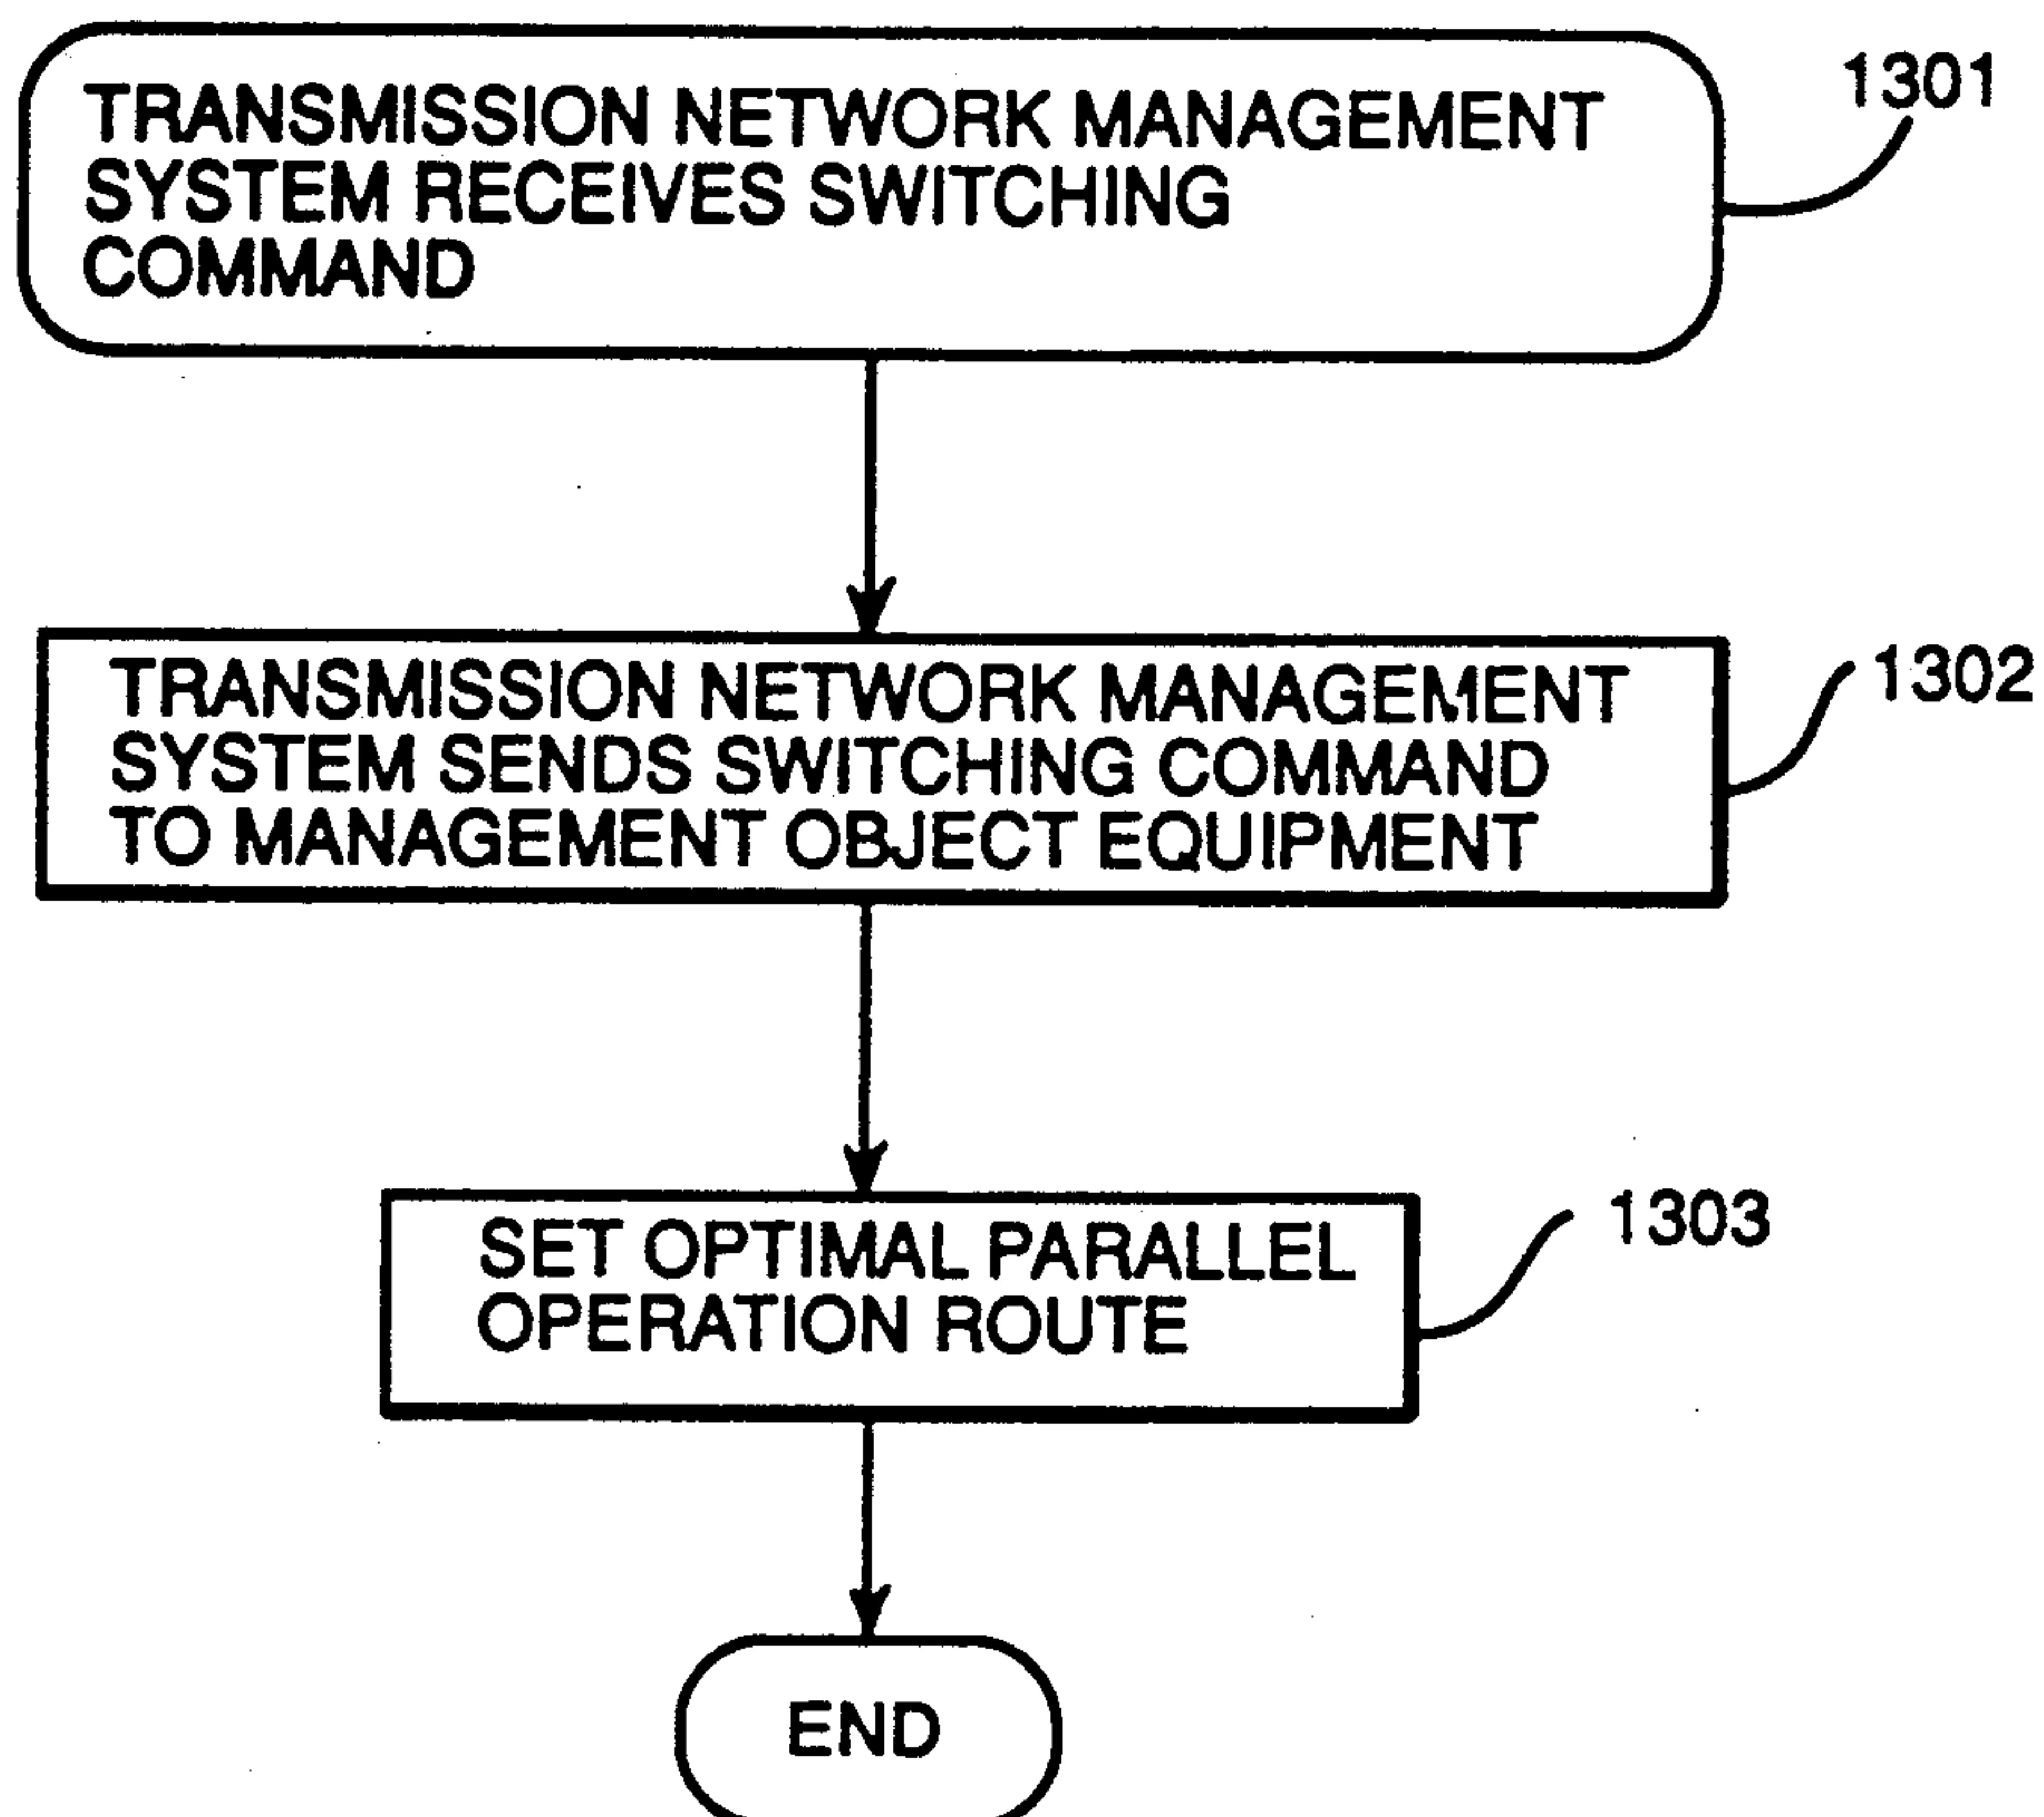 TRANSMISSION NETWORK MANAGEMENT
SYSTEM RECEIVES SWITCHING
COMMAND
1301
TRANSMISSION NETWORK MANAGEMENT
SYSTEM SENDS SWITCHING COMMAND
TO MANAGEMENT OBJECT EQUIPMENT
1302
SET OPTIMAL PARALLEL
OPERATION ROUTE
1303
END